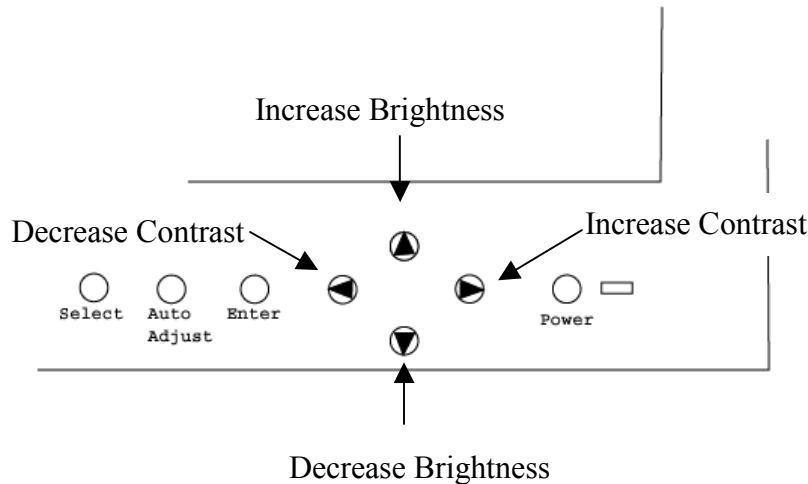 Increase Brightness
Decrease Contrast
Increase Contrast
Select
Auto
Adjust
Enter
Power
Decrease Brightness